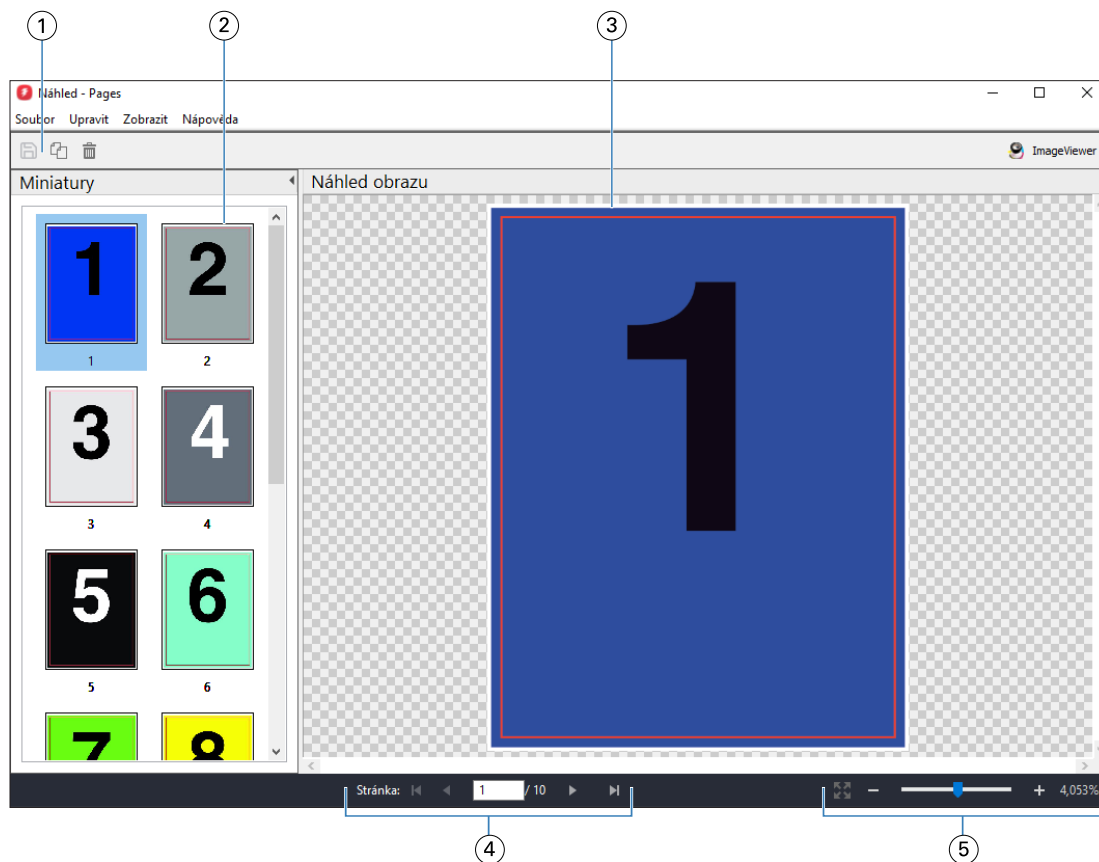 1 2 3
Náhled - Pages
Soubor Upravit Zobrazit Nápověda
ImageViewer
Miniatury
Náhled obrazu
1 2
1 2
1
3 4
3 4
5 6
5 6
7 8
Stránka: 1 / 10
4,053%
4 5